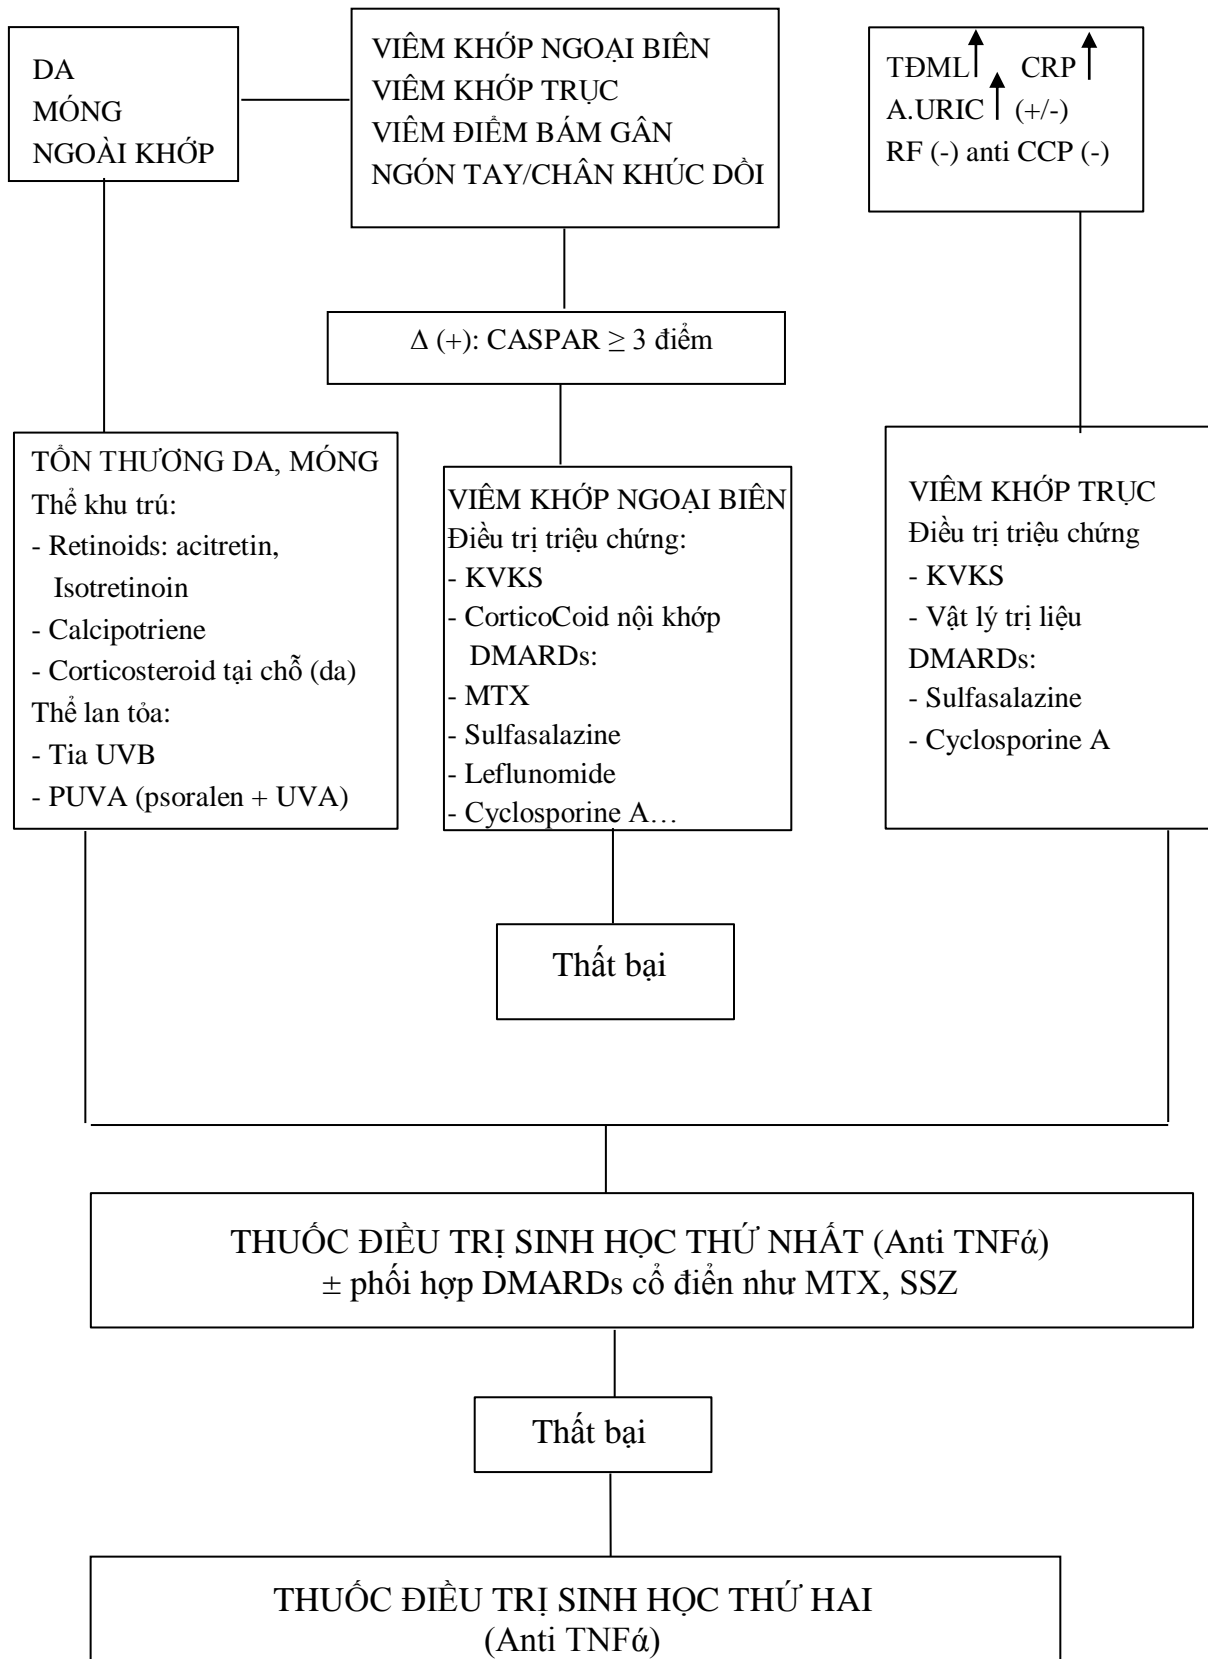 DA
MÓNG
NGOÀI KHỚP
VIÊM KHỚP NGOẠI BIÊN
VIÊM KHỚP TRỤC
VIÊM ĐIỂM BÁM GÂN
NGÓN TAY/CHÂN KHÚC DỒI
TĐML CRP
A.URIC (+/-)
RF (-) anti CCP (-)
Δ (+): CASPAR ≥ 3 điểm
TỔN THƯƠNG DA, MÓNG
Thể khu trú:
- Retinoids: acitretin,
Isotretinoin
- Calcipotriene
- Corticosteroid tại chỗ (da)
Thể lan tỏa:
- Tia UVB
- PUVA (psoralen + UVA)
VIÊM KHỚP NGOẠI BIÊN
Điều trị triệu chứng:
- KVKS
- CorticoCoid nội khớp
DMARDs:
- MTX
- Sulfasalazine
- Leflunomide
- Cyclosporine A…
VIÊM KHỚP TRỤC
Điều trị triệu chứng
- KVKS
- Vật lý trị liệu
DMARDs:
- Sulfasalazine
- Cyclosporine A
Thất bại
THUỐC ĐIỀU TRỊ SINH HỌC THỨ NHẤT (Anti TNFά)
± phối hợp DMARDs cổ điển như MTX, SSZ
Thất bại
THUỐC ĐIỀU TRỊ SINH HỌC THỨ HAI
(Anti TNFά)